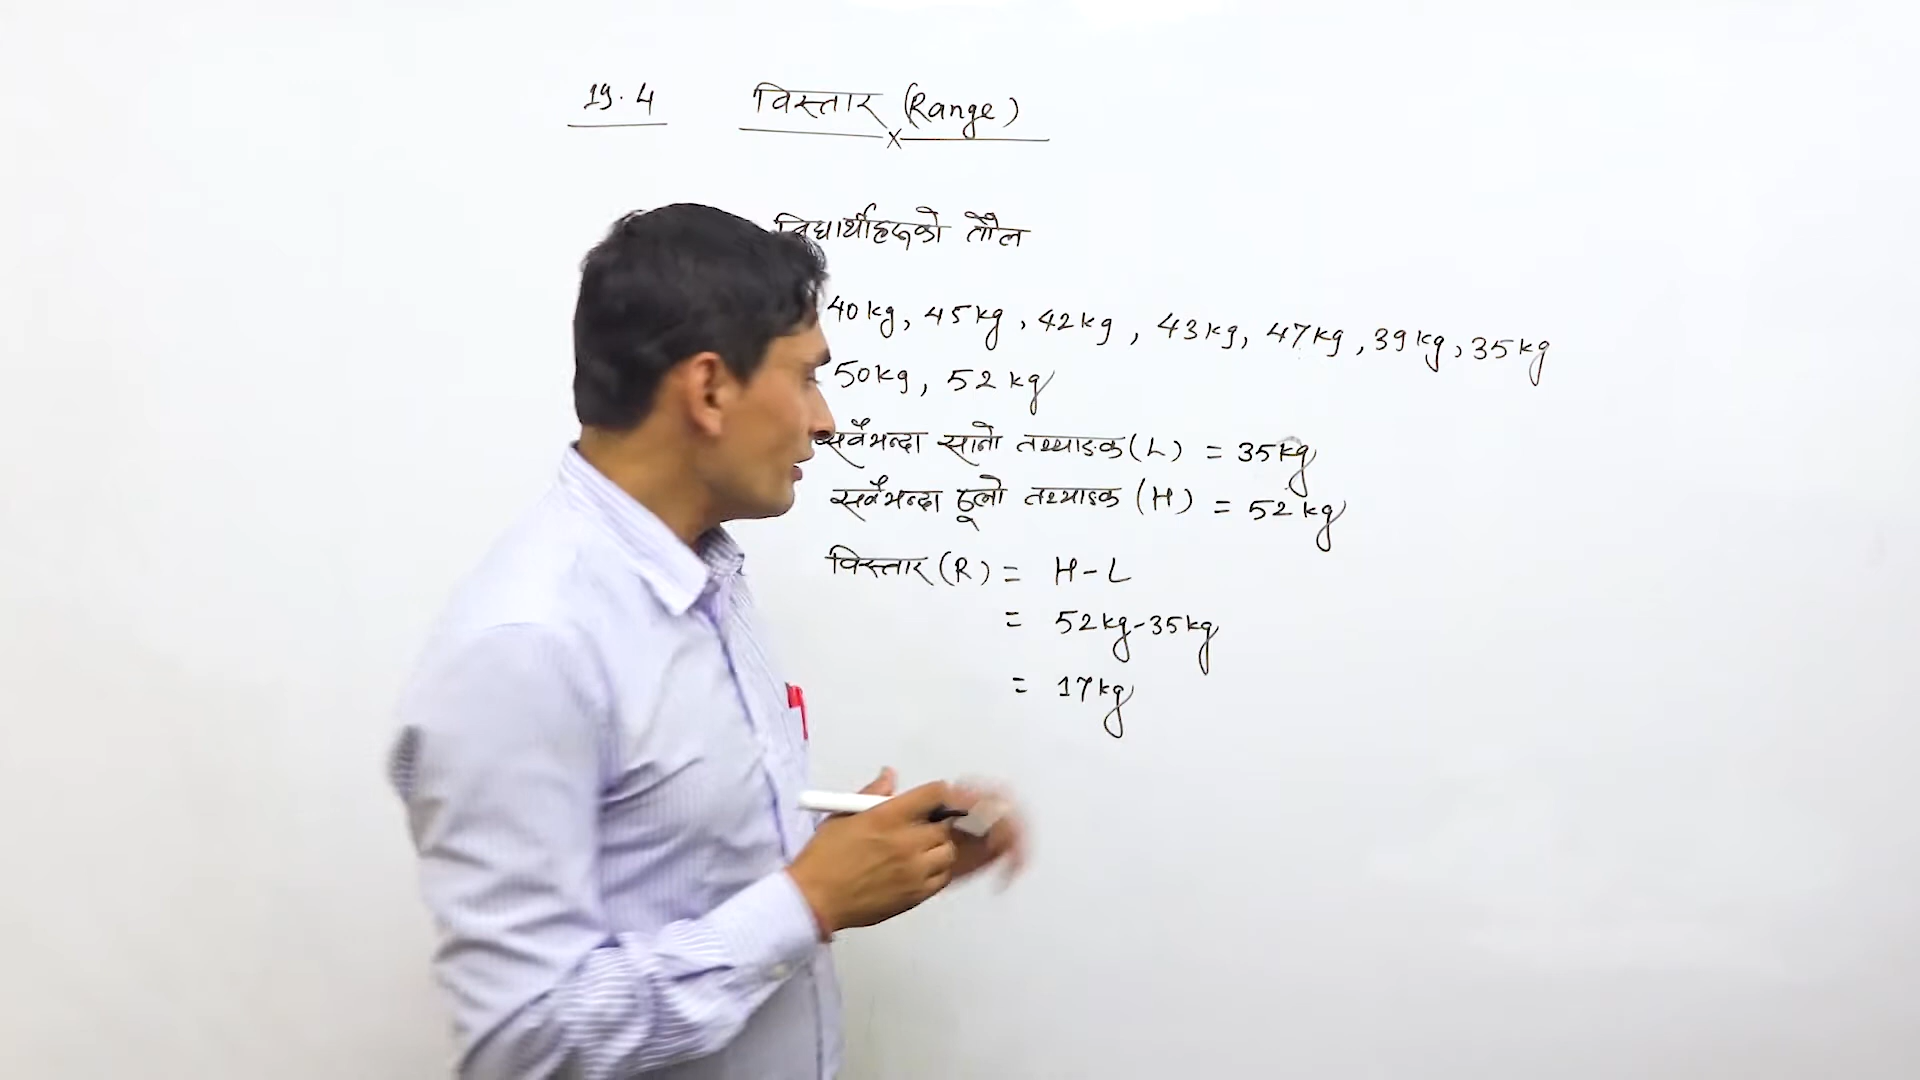 19.4 विस्तार (Range)
विद्यार्थीहरूको तौल
40kg, 45kg, 42kg, 43kg, 47kg, 39kg, 35kg
50kg, 52kg
सबैभन्दा सानो तथ्याङ्क (L) = 35kg
सबैभन्दा ठूलो तथ्याङ्क (H) = 52kg
विस्तार (R) = H-L
= 52kg-35kg
= 17kg